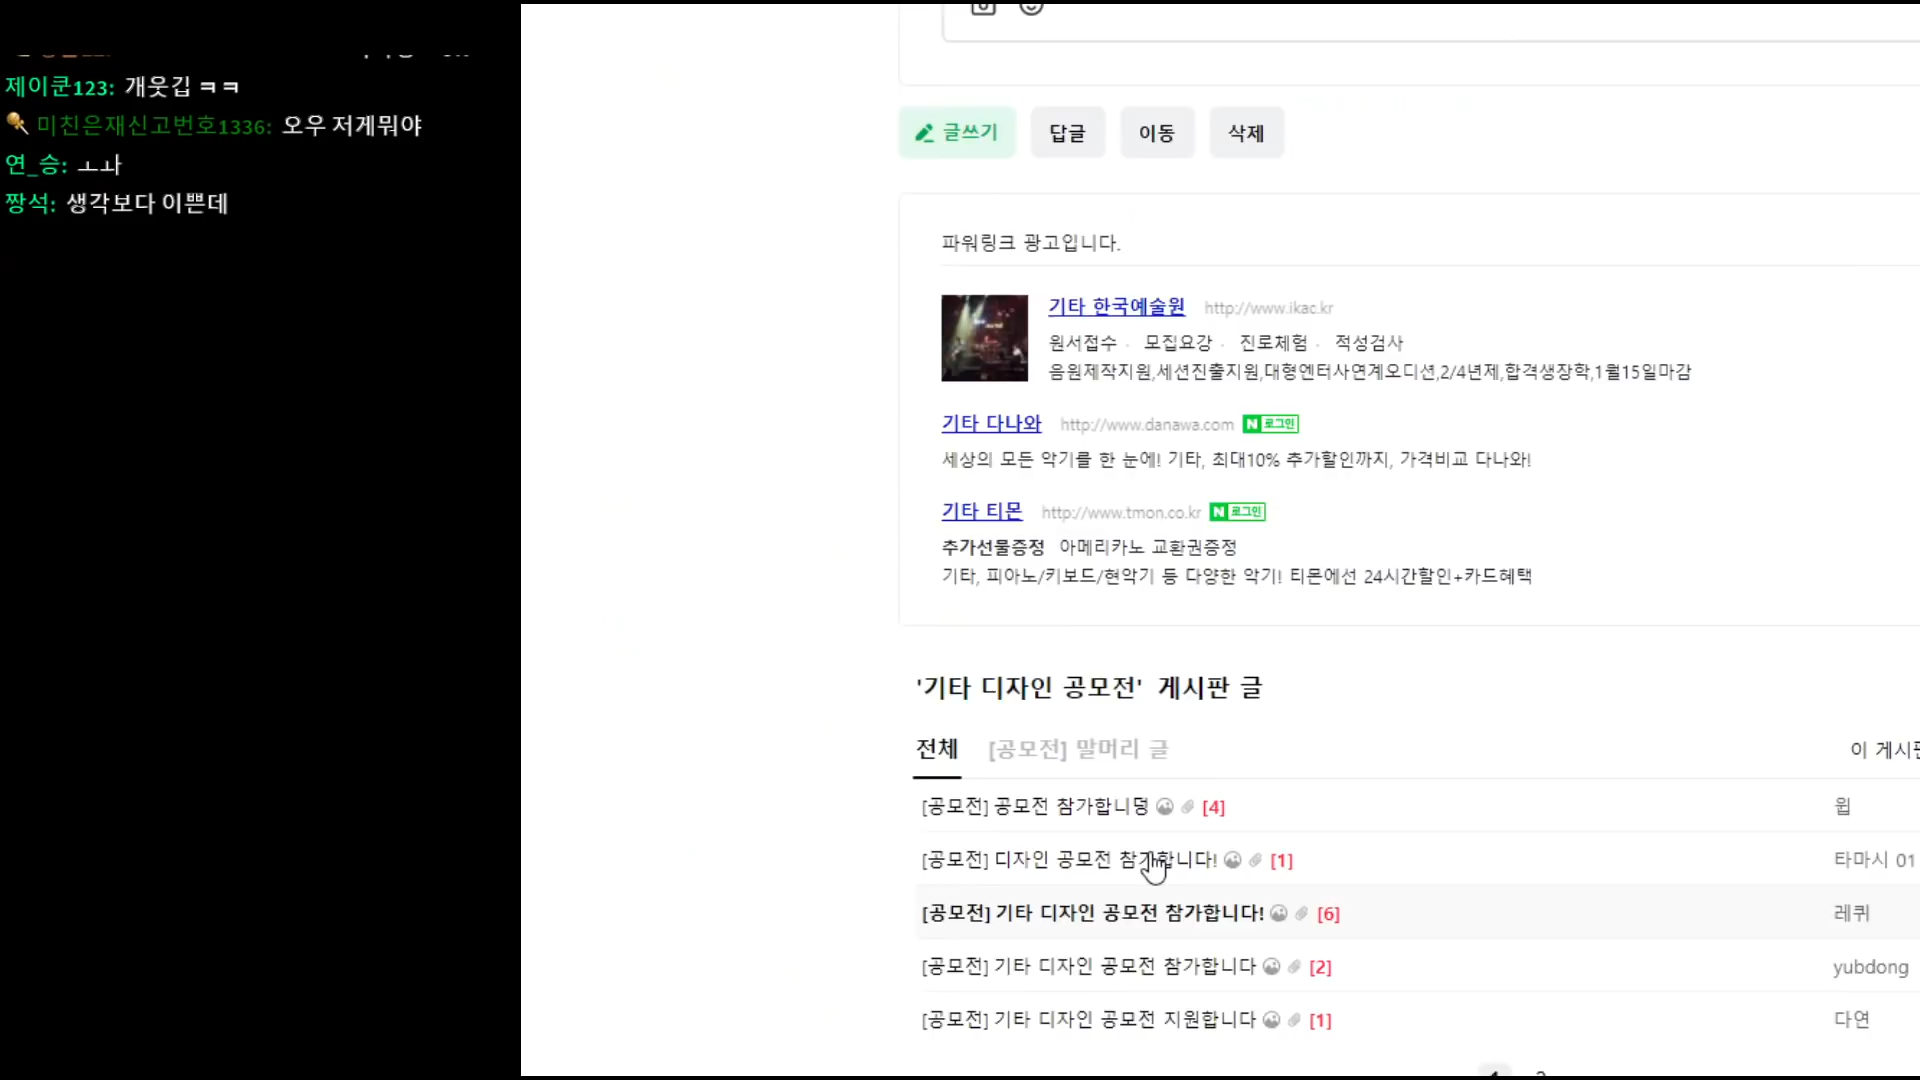 제이쿤123: 개웃깁 ㅋㅋ
미친은재신고번호1336: 오우 저게뭐야
연_승: ㅗㅘ
짱석: 생각보다 이쁜데
글쓰기 답글 이동 삭제
파워링크 광고입니다.
기타 한국예술원 http://www.ikac.kr
원서접수 · 모집요강 · 진로체험 · 적성검사
음원제작지원,세션진출지원,대형엔터사연계오디션,2/4년제,합격생장학,1월15일마감
기타 다나와 http://www.danawa.com N 로그인
세상의 모든 악기를 한 눈에! 기타, 최대10% 추가할인까지, 가격비교 다나와!
기타 티몬 http://www.tmon.co.kr N 로그인
추가선물증정 아메리카노 교환권증정
기타, 피아노/키보드/현악기 등 다양한 악기! 티몬에선 24시간할인+카드혜택
'기타 디자인 공모전' 게시판 글
전체 [공모전] 말머리 글 이 게시판
[공모전] 공모전 참가합니덩 [4] 윕
[공모전] 디자인 공모전 참가합니다! [1] 타마시 01
[공모전] 기타 디자인 공모전 참가합니다! [6] 레퀴
[공모전] 기타 디자인 공모전 참가합니다 [2] yubdong
[공모전] 기타 디자인 공모전 지원합니다 [1] 다연